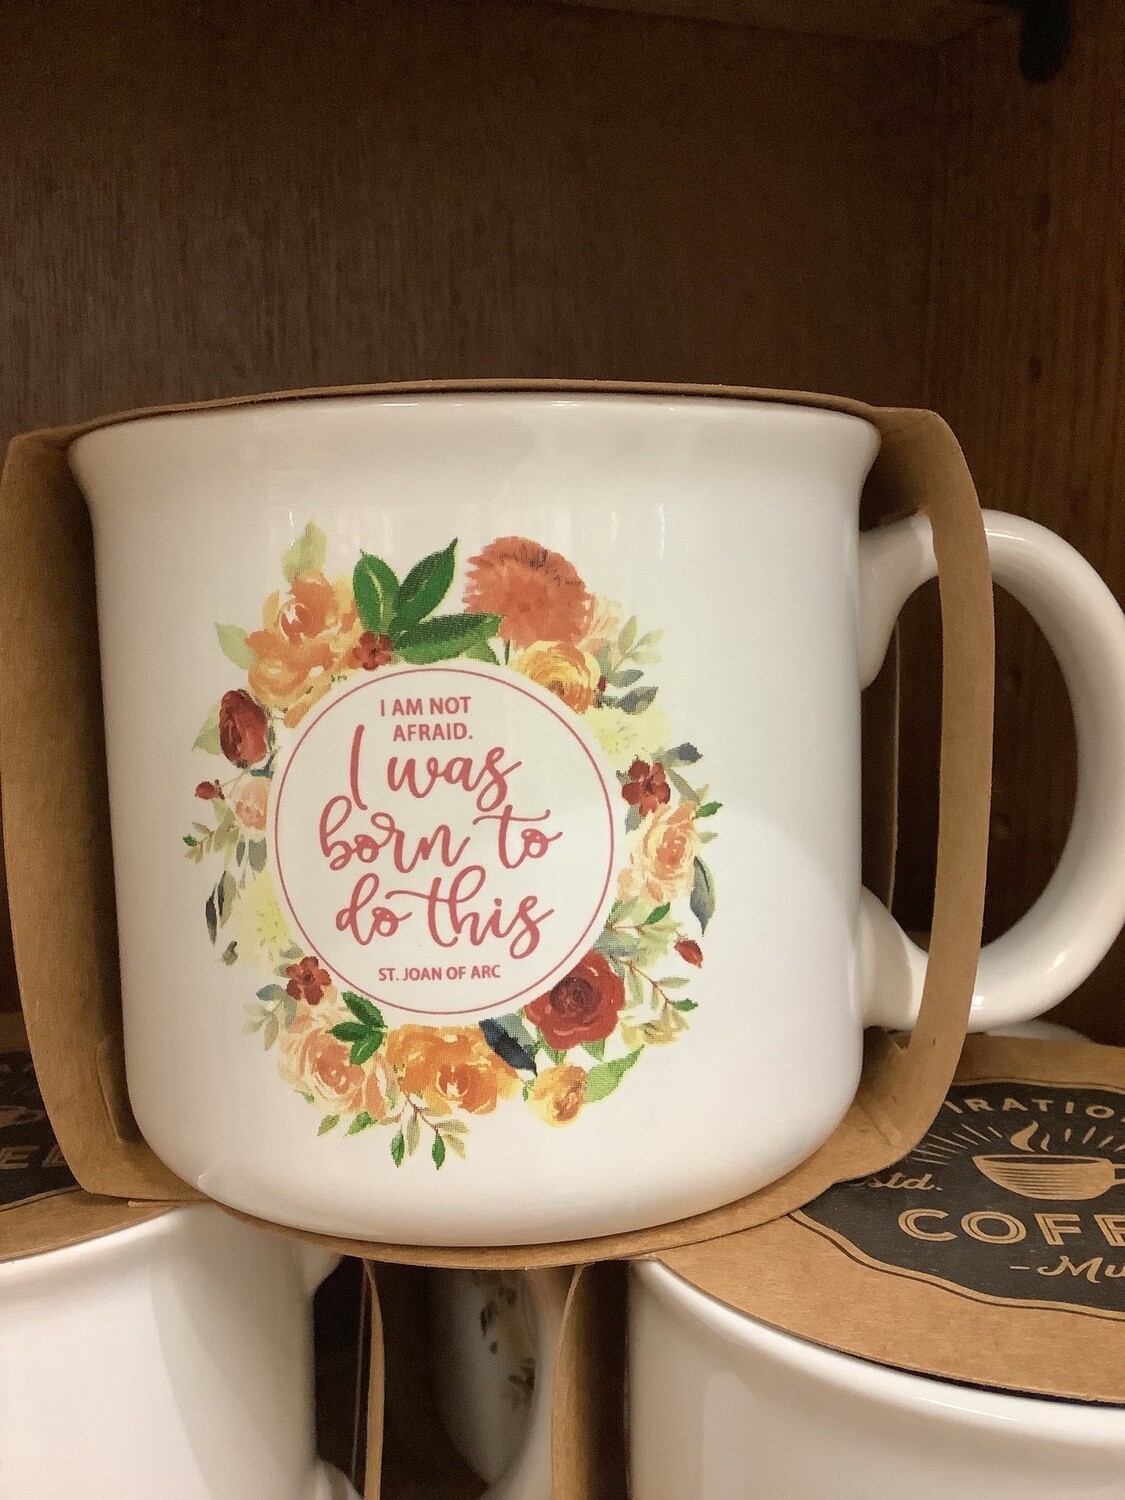 I AM NOT
AFRAID.
I was
born to
do this
ST. JOAN OF ARC
COFF